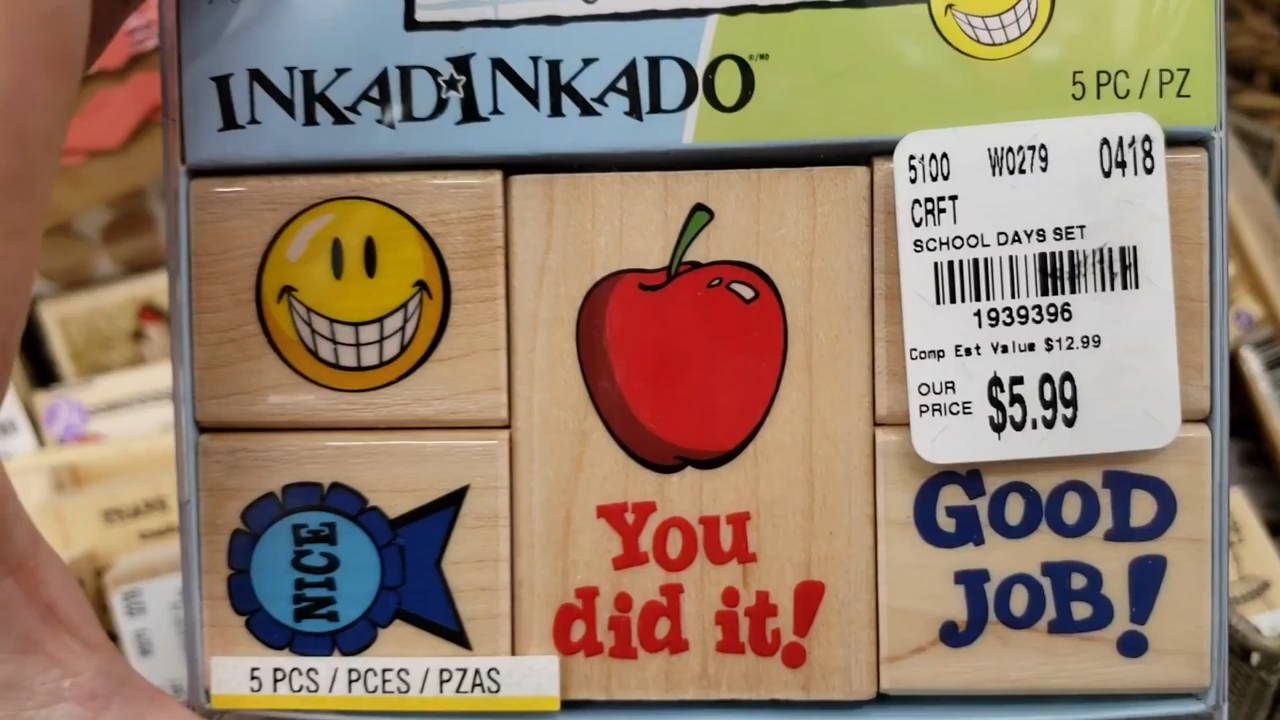 INKADINKADO ®/MD
5 PC / PZ
5100 W0279 0418
CRFT
SCHOOL DAYS SET
1939396
Comp Est Value $12.99
OUR PRICE $5.99
NICE
You
did it!
GOOD
JOB!
5 PCS / PCES / PZAS